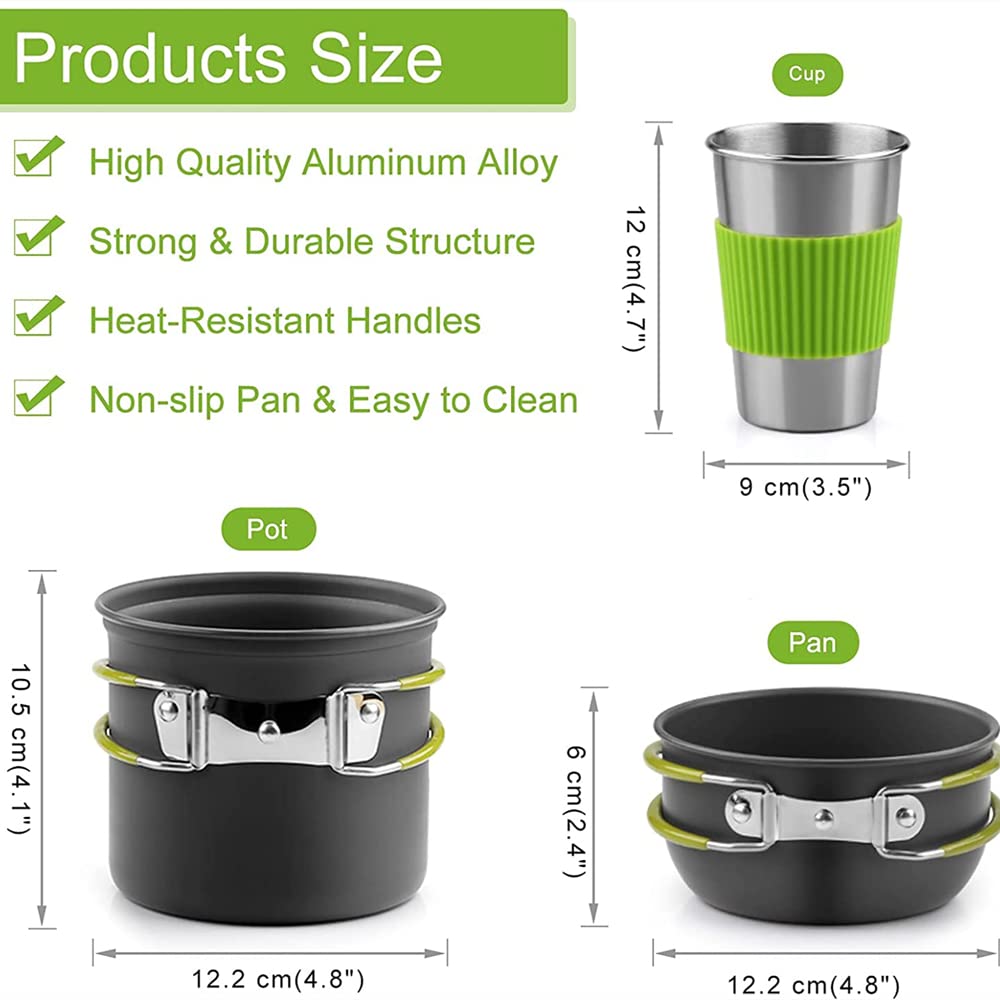 Products Size
High Quality Aluminum Alloy
Strong & Durable Structure
Heat-Resistant Handles
Non-slip Pan & Easy to Clean
Cup
12 cm(4.7")
9 cm(3.5")
Pot
10.5 cm(4.1")
12.2 cm(4.8")
Pan
6 cm(2.4")
12.2 cm(4.8")